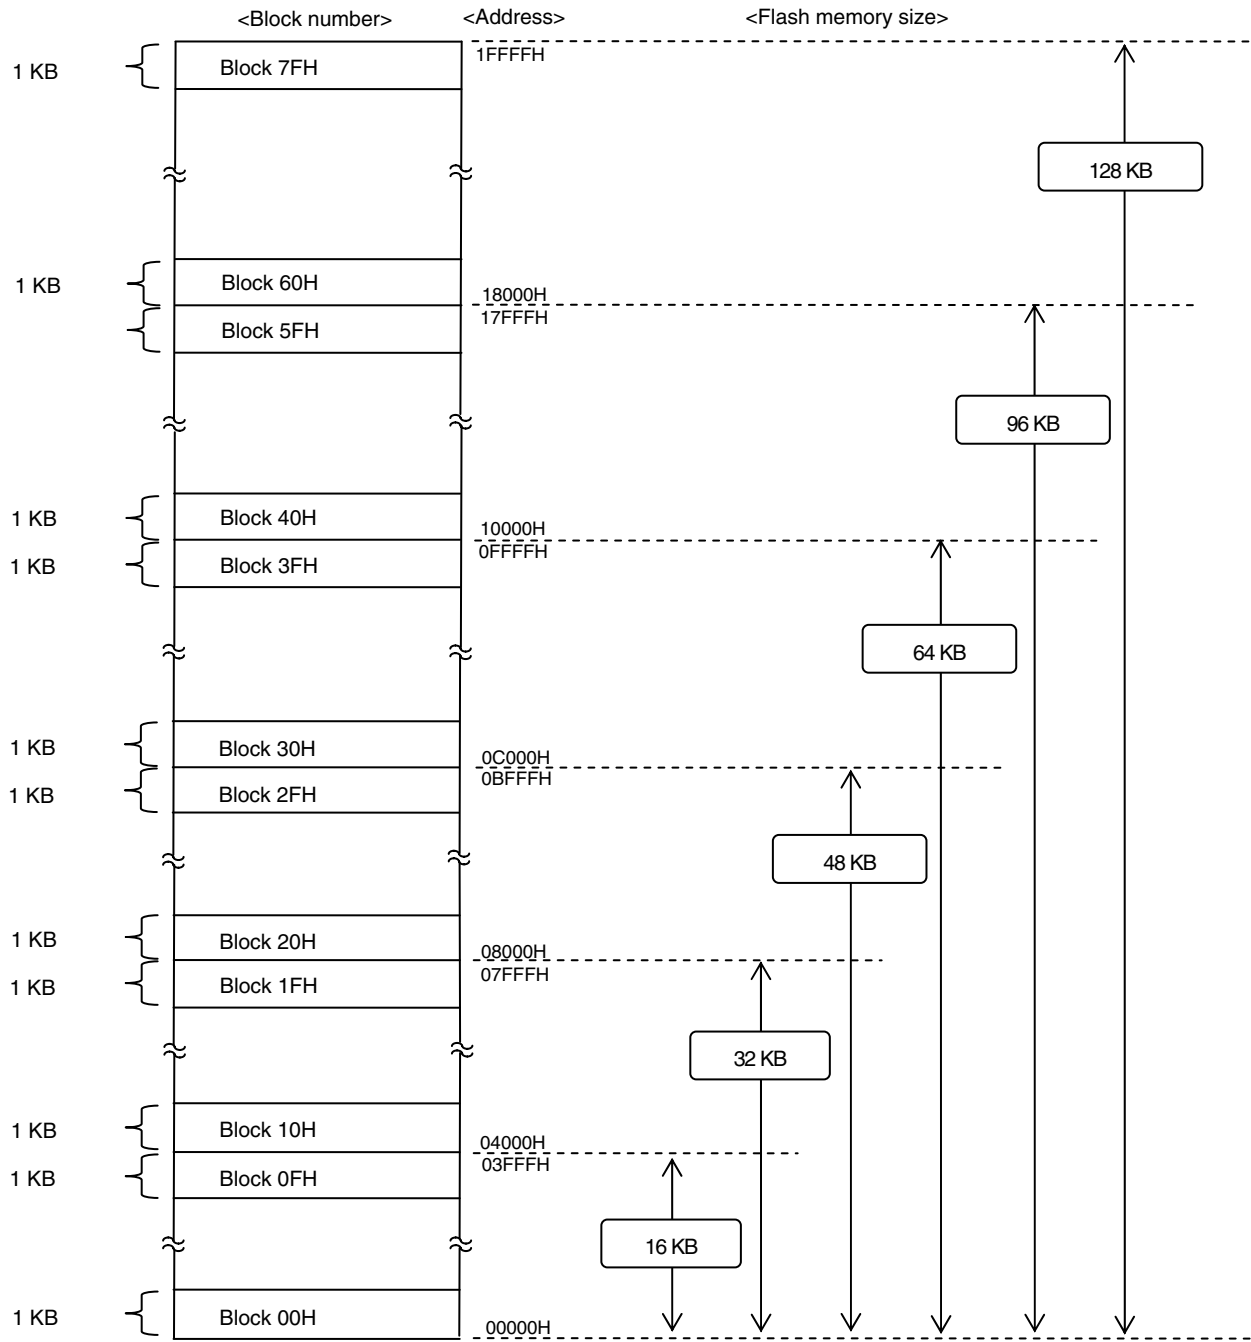 <Block number> <Address> <Flash memory size>
1FFFFH
1 KB Block 7FH
128 KB
1 KB Block 60H
18000H
17FFFH
Block 5FH
96 KB
1 KB Block 40H
10000H
0FFFFH
1 KB Block 3FH
64 KB
1 KB Block 30H
0C000H
0BFFFH
1 KB Block 2FH
48 KB
1 KB Block 20H
08000H
07FFFH
1 KB Block 1FH
32 KB
1 KB Block 10H
04000H
03FFFH
1 KB Block 0FH
16 KB
1 KB Block 00H
00000H